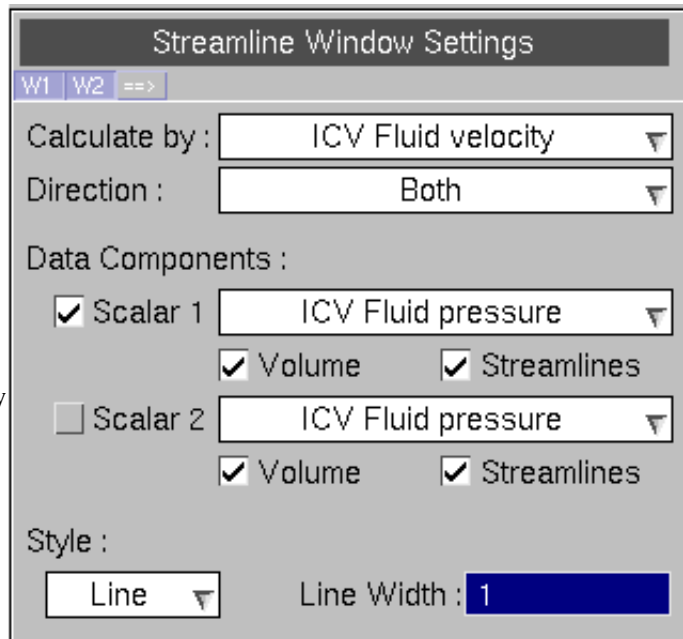 Streamline Window Settings
W1 W2 ==>
Calculate by : ICV Fluid velocity
Direction : Both
Data Components :
Scalar 1 ICV Fluid pressure
Volume Streamlines
Scalar 2 ICV Fluid pressure
Volume Streamlines
Style :
Line Line Width : 1